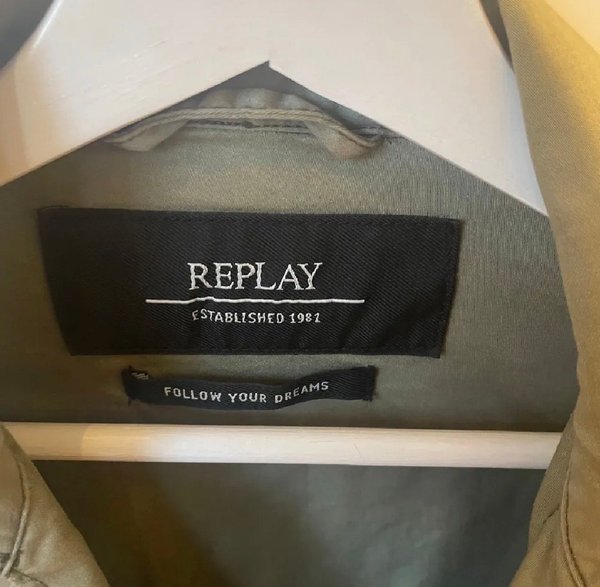 REPLAY
ESTABLISHED 1981
FOLLOW YOUR DREAMS